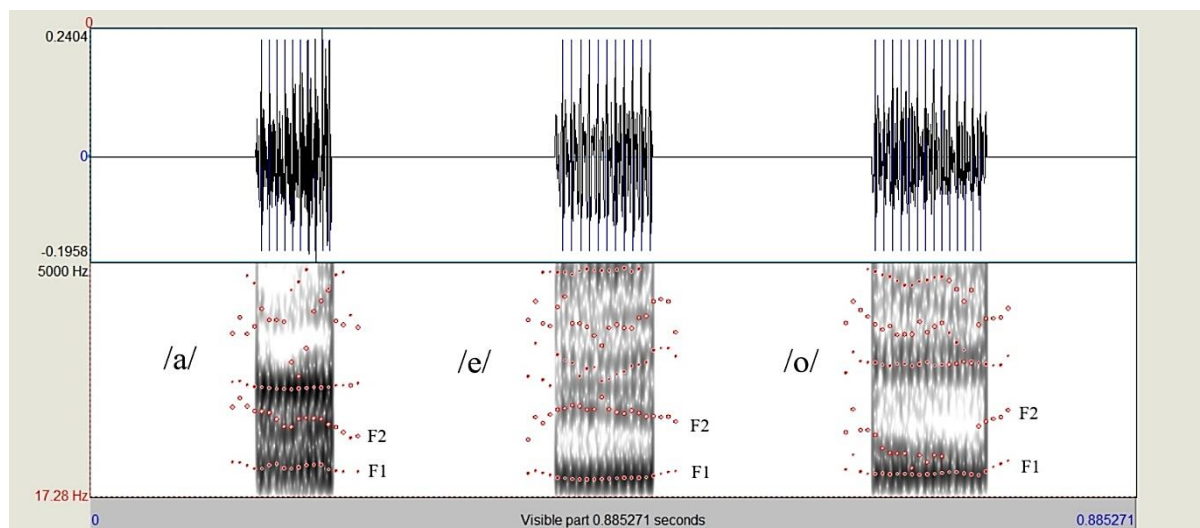 0
0.2404
0
-0.1958
5000 Hz
/a/ /e/ /o/
F2 F2 F2
F1 F1 F1
17.28 Hz
0 Visible part 0.885271 seconds 0.885271